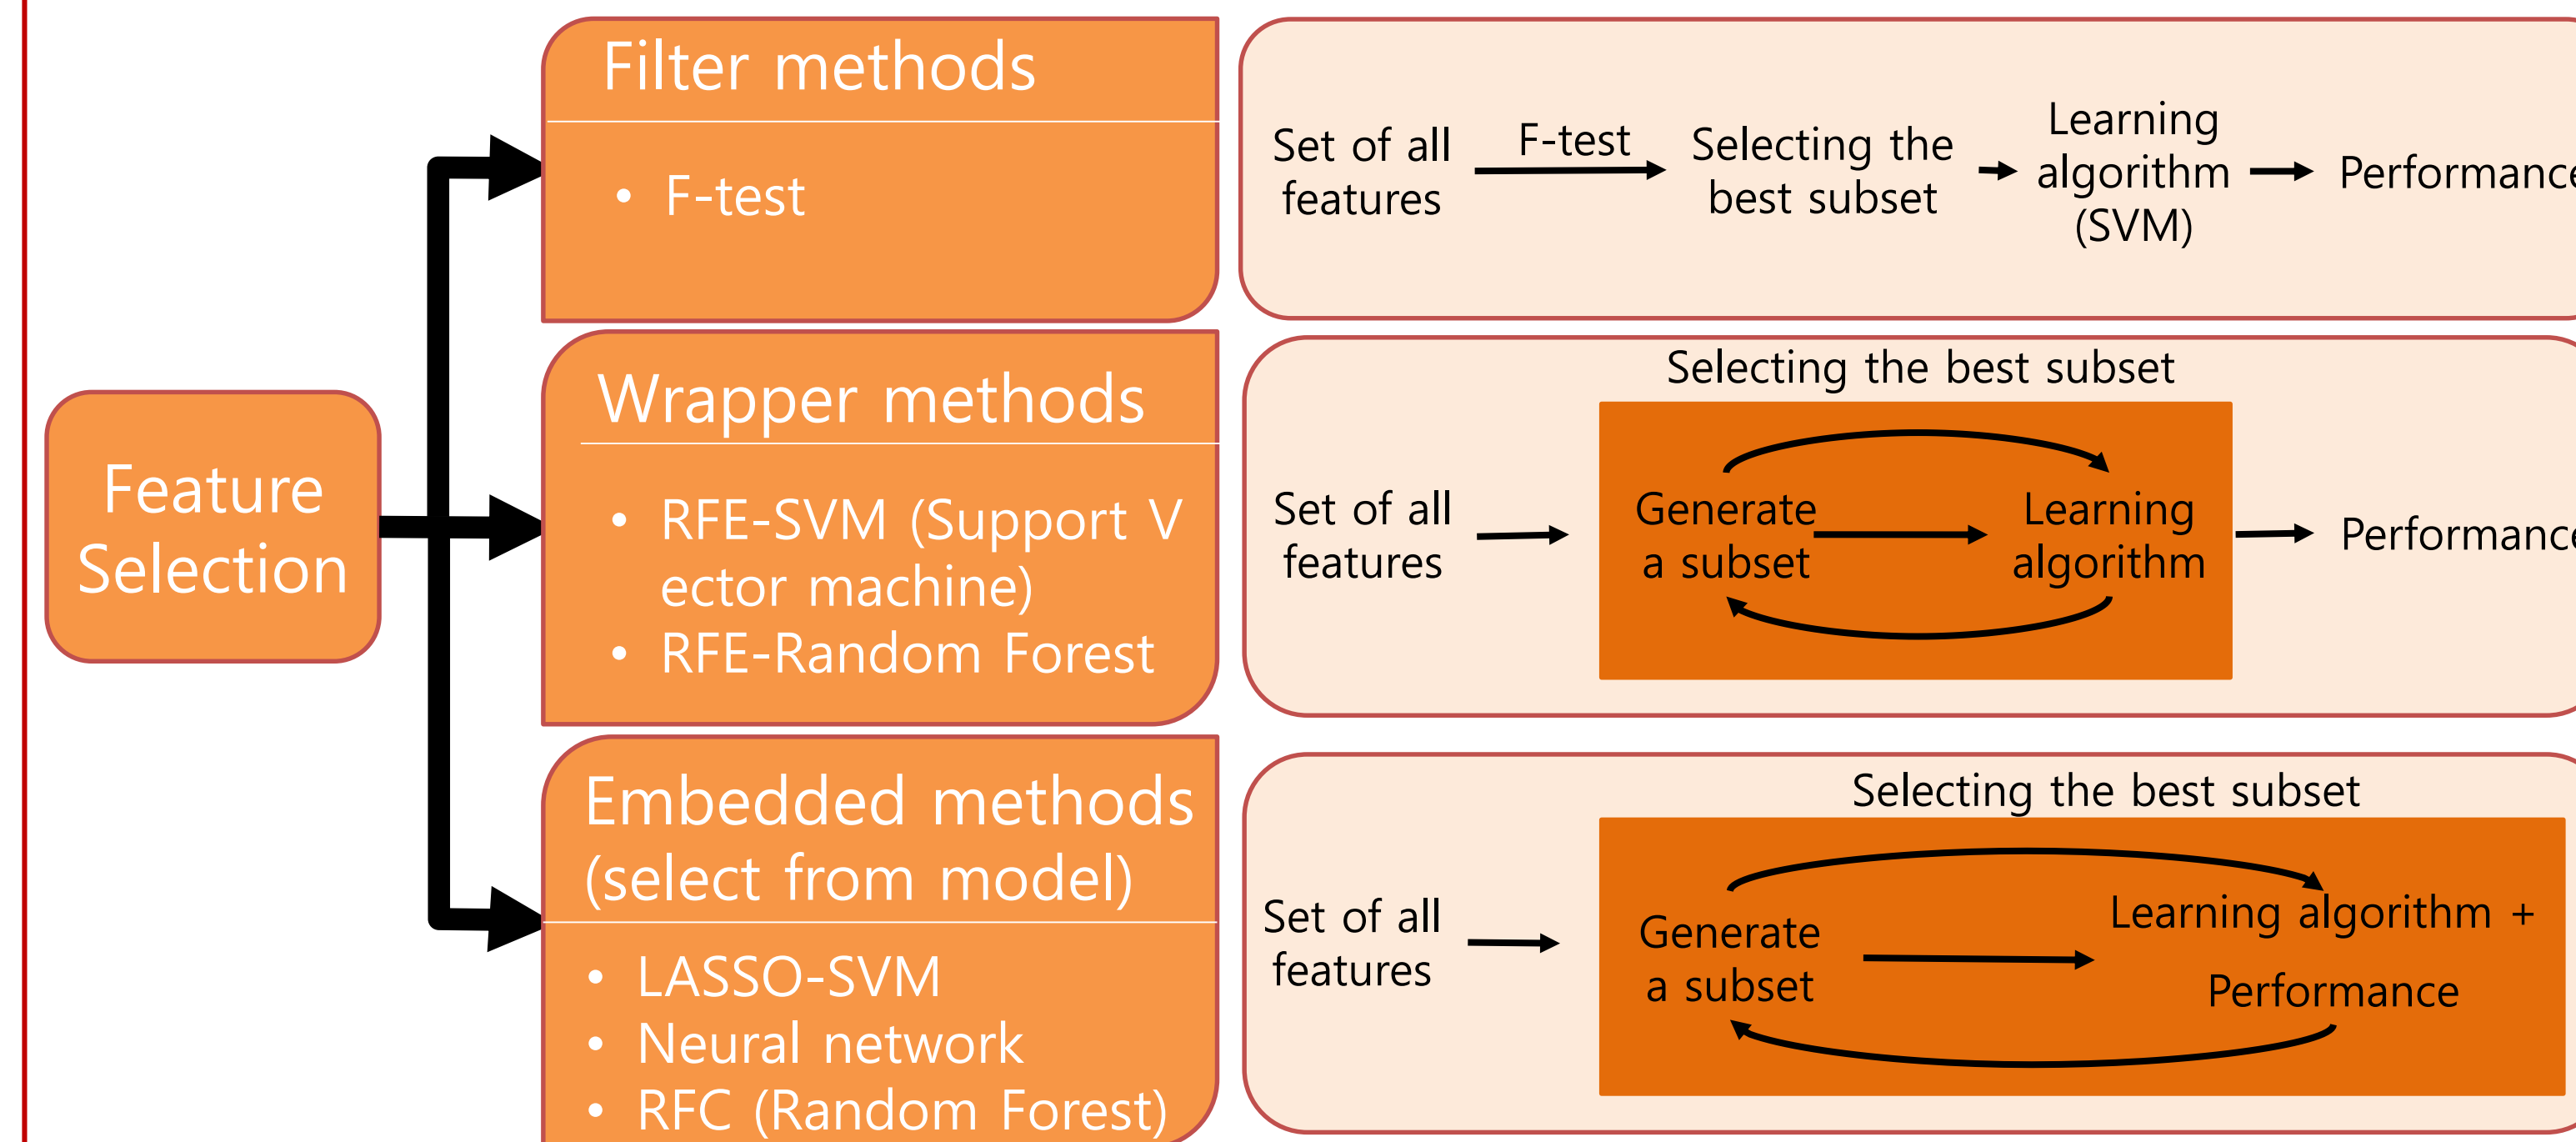 Feature
Selection
Filter methods
• F-test
Set of all
features
F-test
Selecting the
best subset
Learning
algorithm
(SVM)
Performance
Wrapper methods
• RFE-SVM (Support V
ector machine)
• RFE-Random Forest
Selecting the best subset
Set of all
features
Generate
a subset
Learning
algorithm
Performance
Embedded methods
(select from model)
• LASSO-SVM
• Neural network
• RFC (Random Forest)
Selecting the best subset
Set of all
features
Generate
a subset
Learning algorithm +
Performance